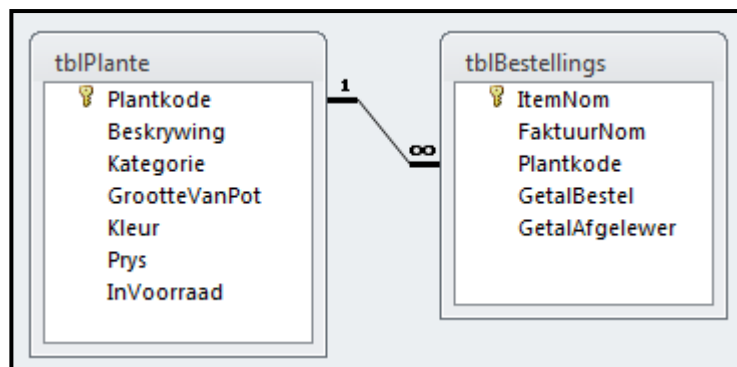 tblPlante
Plantkode
Beskrywing
Kategorie
GrootteVanPot
Kleur
Prys
InVoorraad
1
∞
tblBestellings
ItemNom
FaktuurNom
Plantkode
GetalBestel
GetalAfgelewer